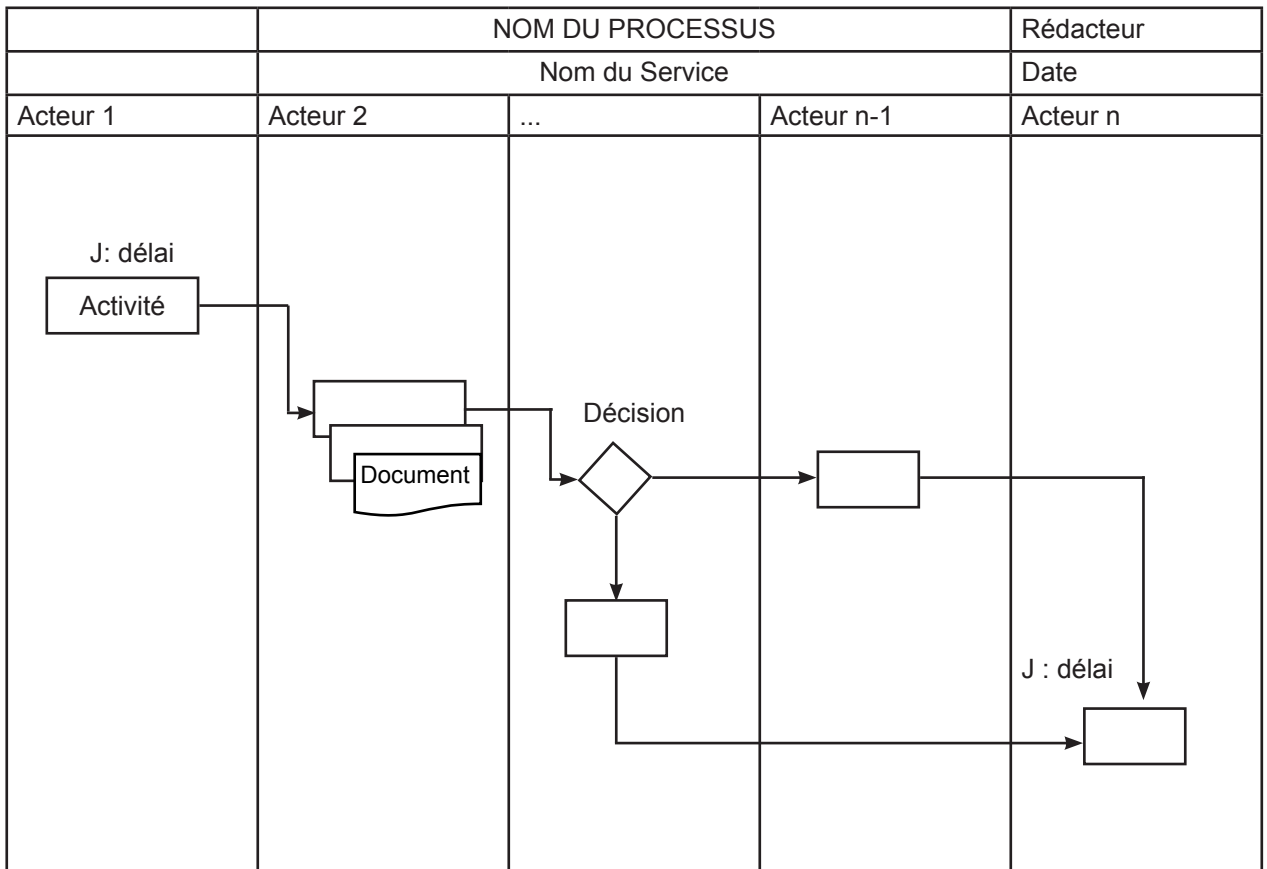 NOM DU PROCESSUS
Rédacteur
Nom du Service
Date
Acteur 1
Acteur 2
...
Acteur n-1
Acteur n
J: délai
Activité
Décision
Document
J : délai